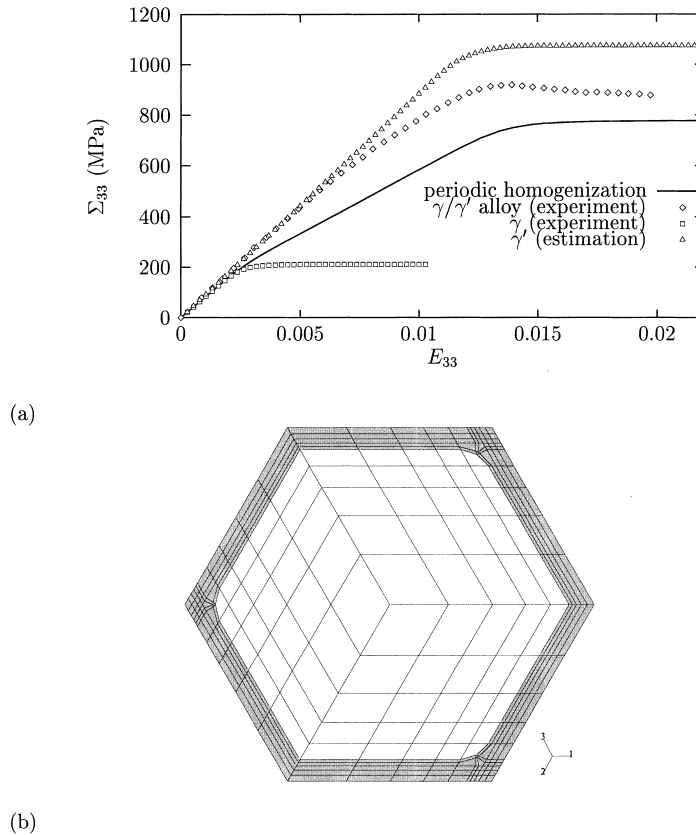 1200
1000
800
600
400
200
0
Σ33 (MPa)
periodic homogenization
γ/γ′ alloy (experiment)
γ (experiment)
γ′ (estimation)
0 0.005 0.01 0.015 0.02
E33
(a)
3
1
2
(b)